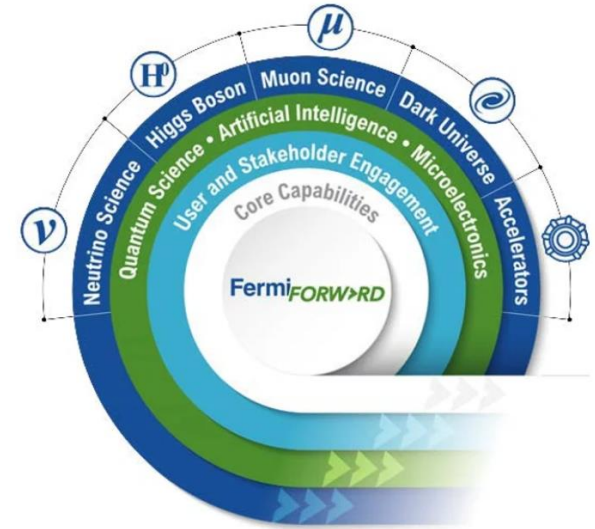 ν
H⁰
μ
Neutrino Science
Higgs Boson
Muon Science
Dark Universe
Accelerators
Quantum Science • Artificial Intelligence • Microelectronics
User and Stakeholder Engagement
Core Capabilities
FermiFORWARD